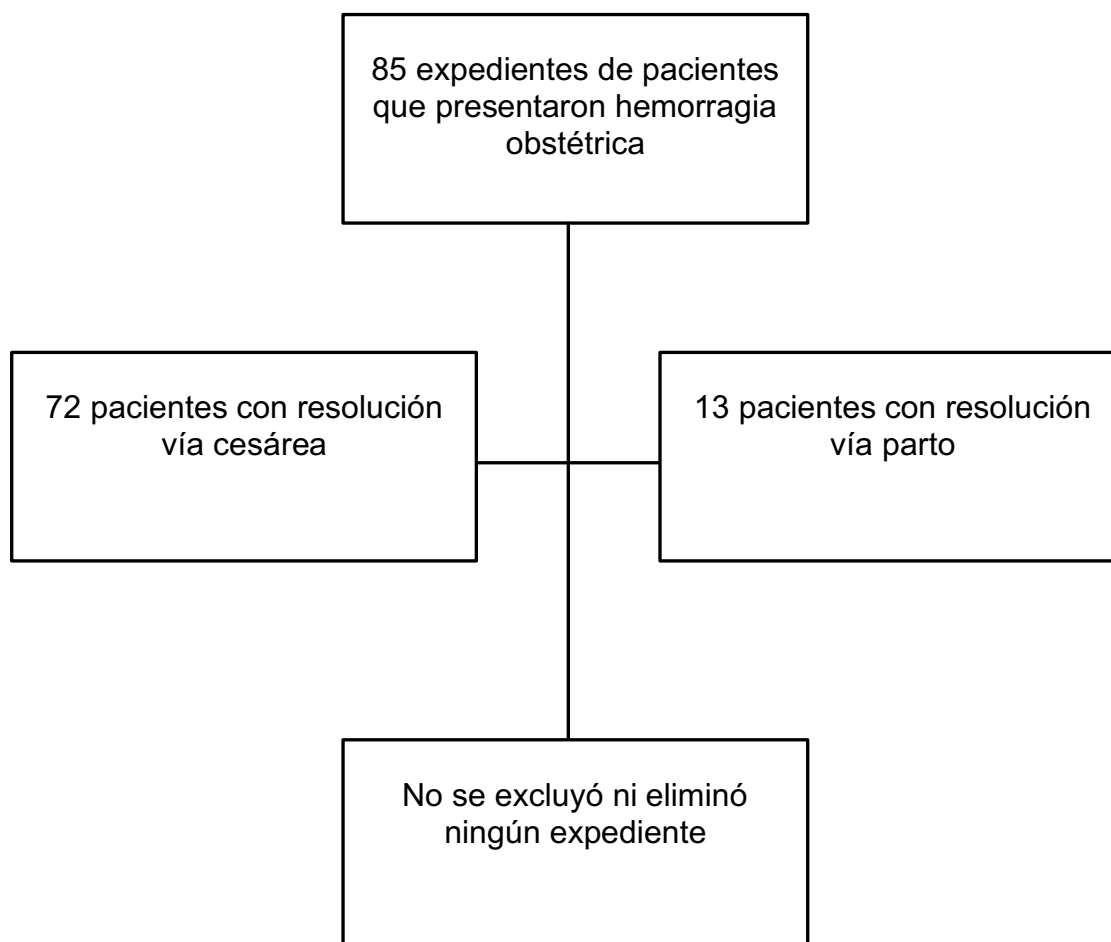 85 expedientes de pacientes
que presentaron hemorragia
obstétrica
72 pacientes con resolución
vía cesárea
13 pacientes con resolución
vía parto
No se excluyó ni eliminó
ningún expediente